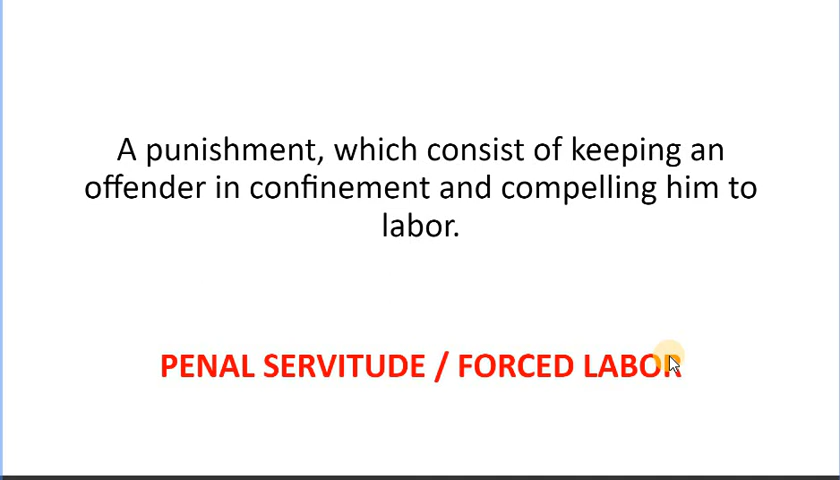 A punishment, which consist of keeping an
offender in confinement and compelling him to
labor.
PENAL SERVITUDE / FORCED LABOR